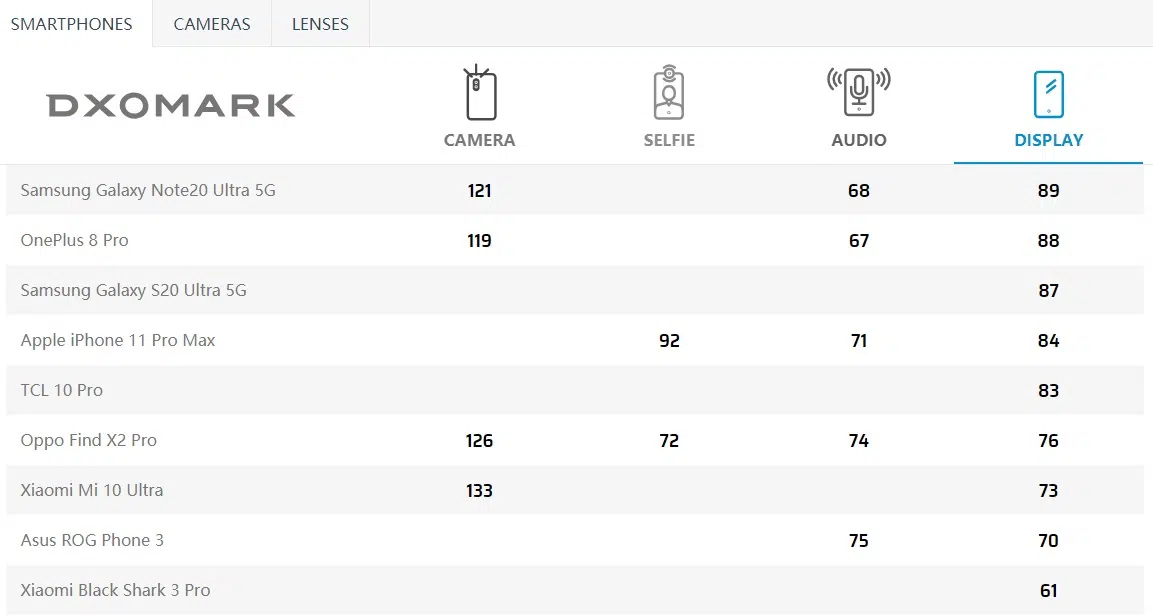 SMARTPHONES CAMERAS LENSES
DXOMARK CAMERA SELFIE AUDIO DISPLAY
Samsung Galaxy Note20 Ultra 5G 121 68 89
OnePlus 8 Pro 119 67 88
Samsung Galaxy S20 Ultra 5G 87
Apple iPhone 11 Pro Max 92 71 84
TCL 10 Pro 83
Oppo Find X2 Pro 126 72 74 76
Xiaomi Mi 10 Ultra 133 73
Asus ROG Phone 3 75 70
Xiaomi Black Shark 3 Pro 61